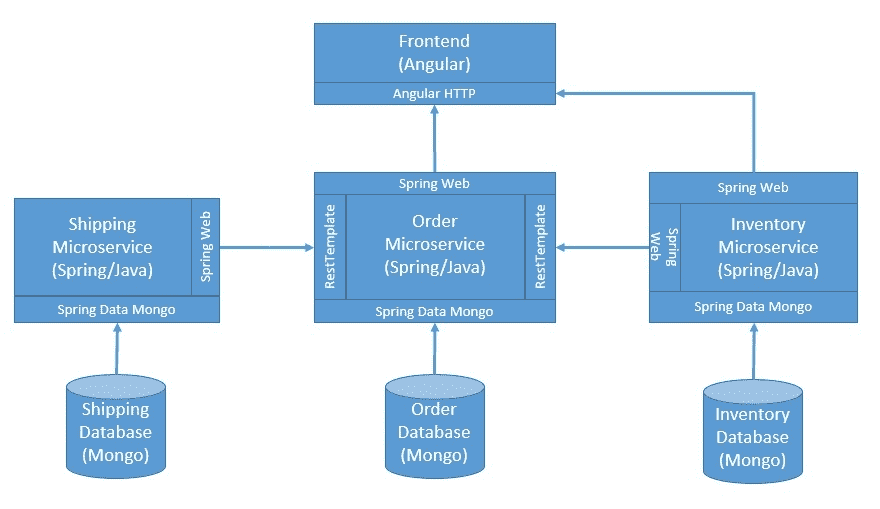 Frontend
(Angular)
Angular HTTP
Spring Web
RestTemplate
Order
Microservice
(Spring/Java)
RestTemplate
Spring Data Mongo
Shipping
Microservice
(Spring/Java)
Spring Web
Spring Data Mongo
Spring Web
Spring
Web
Inventory
Microservice
(Spring/Java)
Spring Data Mongo
Shipping
Database
(Mongo)
Order
Database
(Mongo)
Inventory
Database
(Mongo)